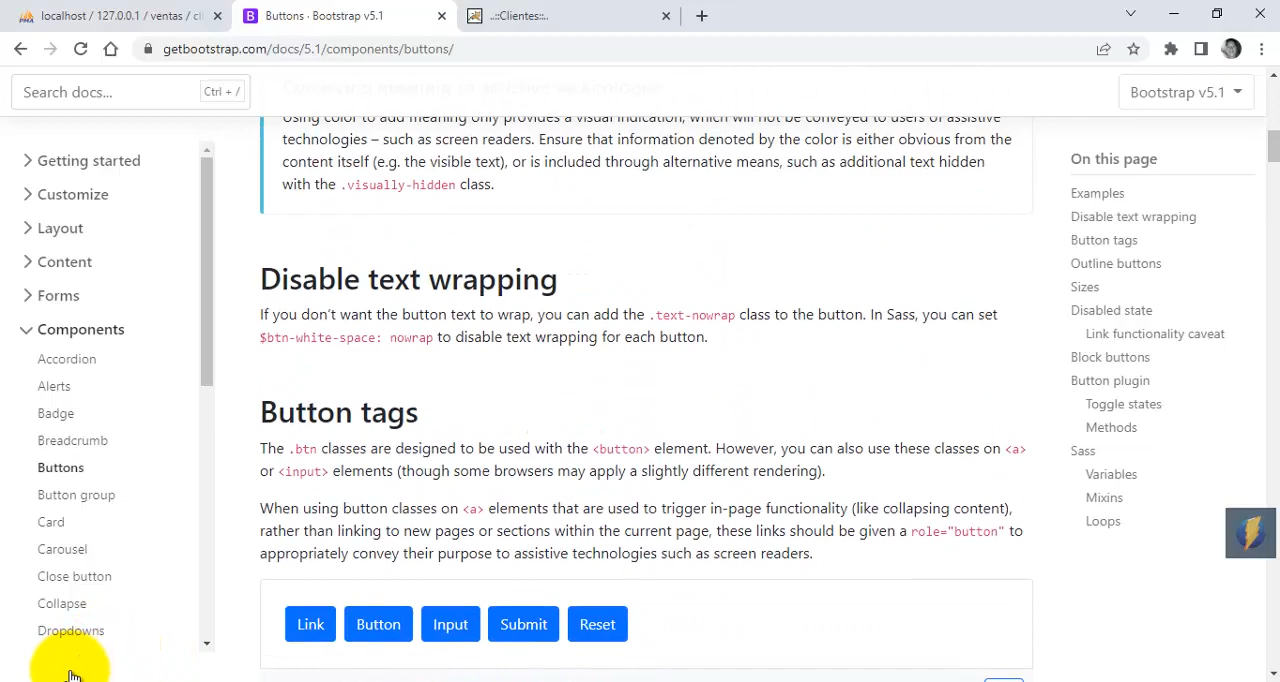 localhost / 127.0.0.1 / ventas / cli
Buttons · Bootstrap v5.1
..::Clientes::..
getbootstrap.com/docs/5.1/components/buttons/
Search docs...
Ctrl + /
Bootstrap v5.1
Getting started
Customize
Layout
Content
Forms
Components
Accordion
Alerts
Badge
Breadcrumb
Buttons
Button group
Card
Carousel
Close button
Collapse
Dropdowns
Conveying meaning to assistive technologies
Using color to add meaning only provides a visual indication, which will not be conveyed to users of assistive
technologies – such as screen readers. Ensure that information denoted by the color is either obvious from the
content itself (e.g. the visible text), or is included through alternative means, such as additional text hidden
with the .visually-hidden class.
Disable text wrapping
If you don't want the button text to wrap, you can add the .text-nowrap class to the button. In Sass, you can set
$btn-white-space: nowrap to disable text wrapping for each button.
Button tags
The .btn classes are designed to be used with the <button> element. However, you can also use these classes on <a>
or <input> elements (though some browsers may apply a slightly different rendering).
When using button classes on <a> elements that are used to trigger in-page functionality (like collapsing content),
rather than linking to new pages or sections within the current page, these links should be given a role="button" to
appropriately convey their purpose to assistive technologies such as screen readers.
Link Button Input Submit Reset
On this page
Examples
Disable text wrapping
Button tags
Outline buttons
Sizes
Disabled state
Link functionality caveat
Block buttons
Button plugin
Toggle states
Methods
Sass
Variables
Mixins
Loops